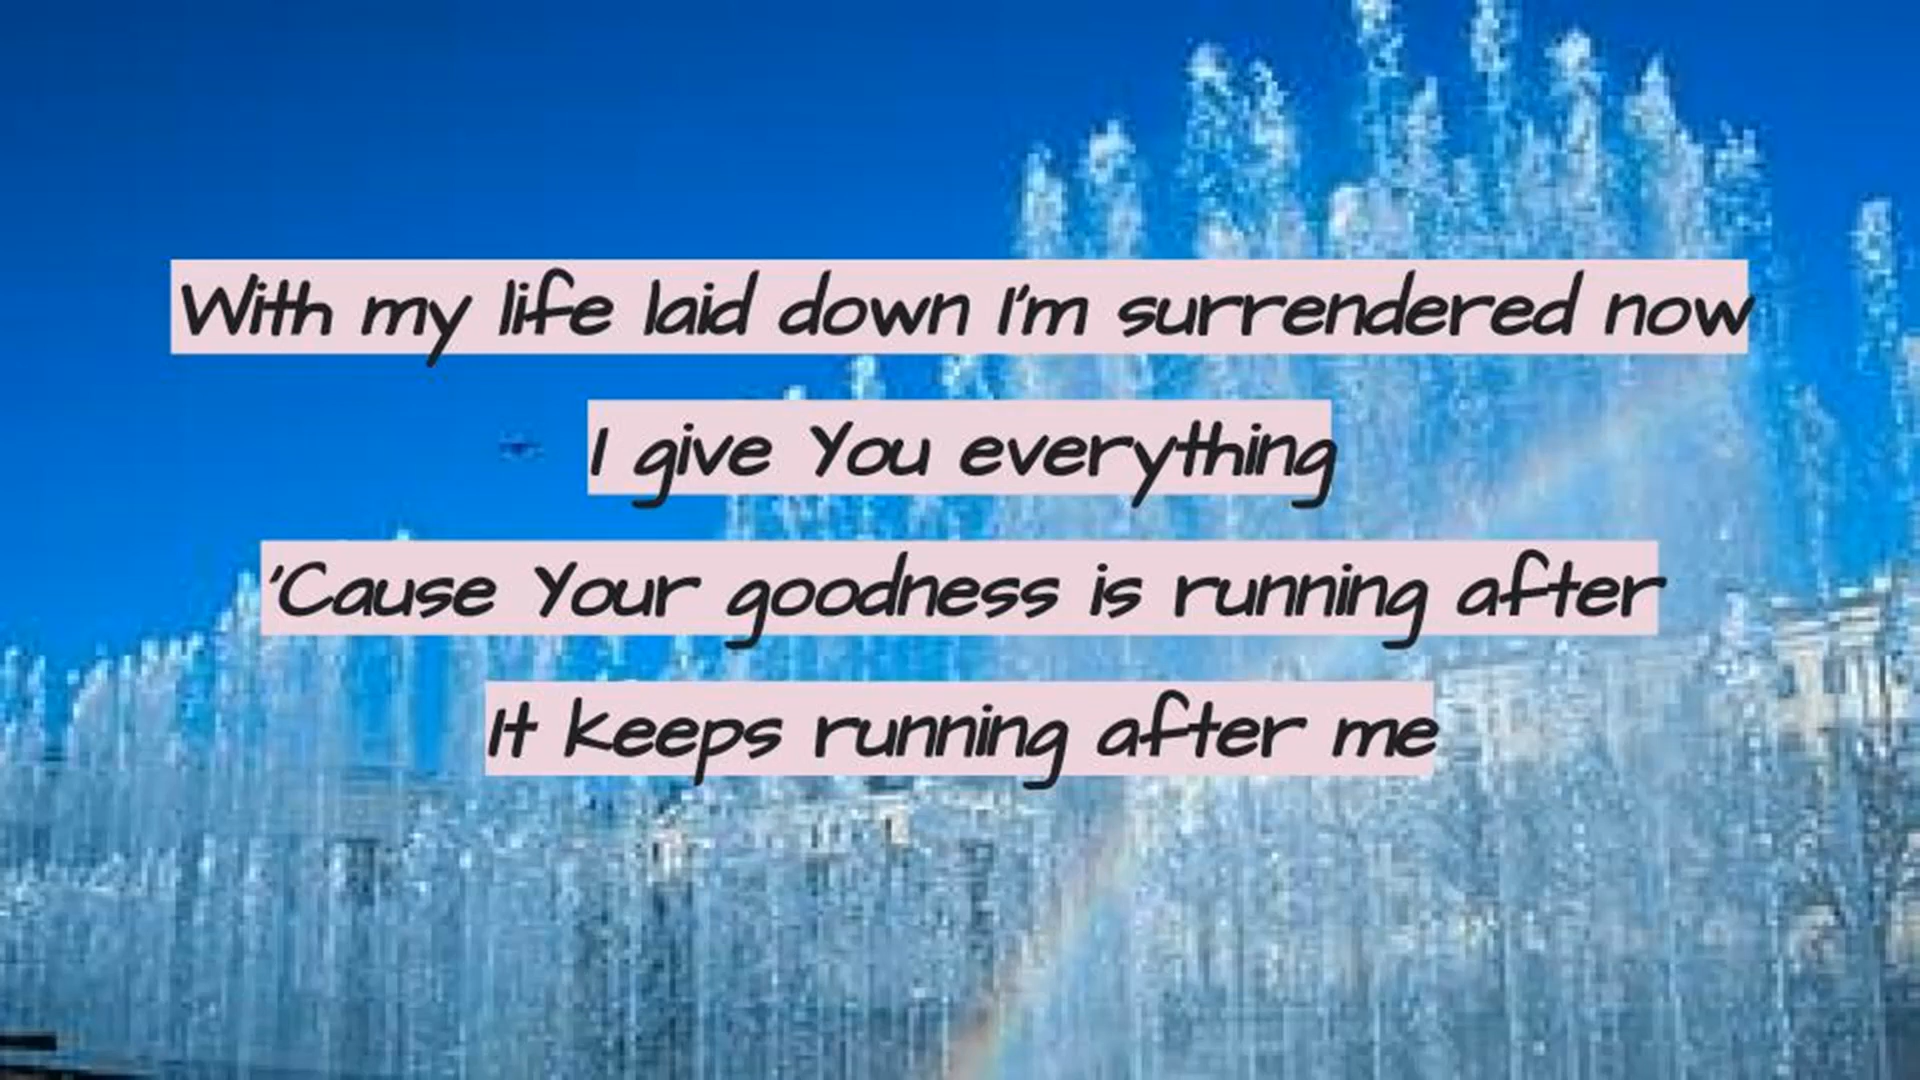 With my life laid down I'm surrendered now
I give You everything
'Cause Your goodness is running after
It keeps running after me